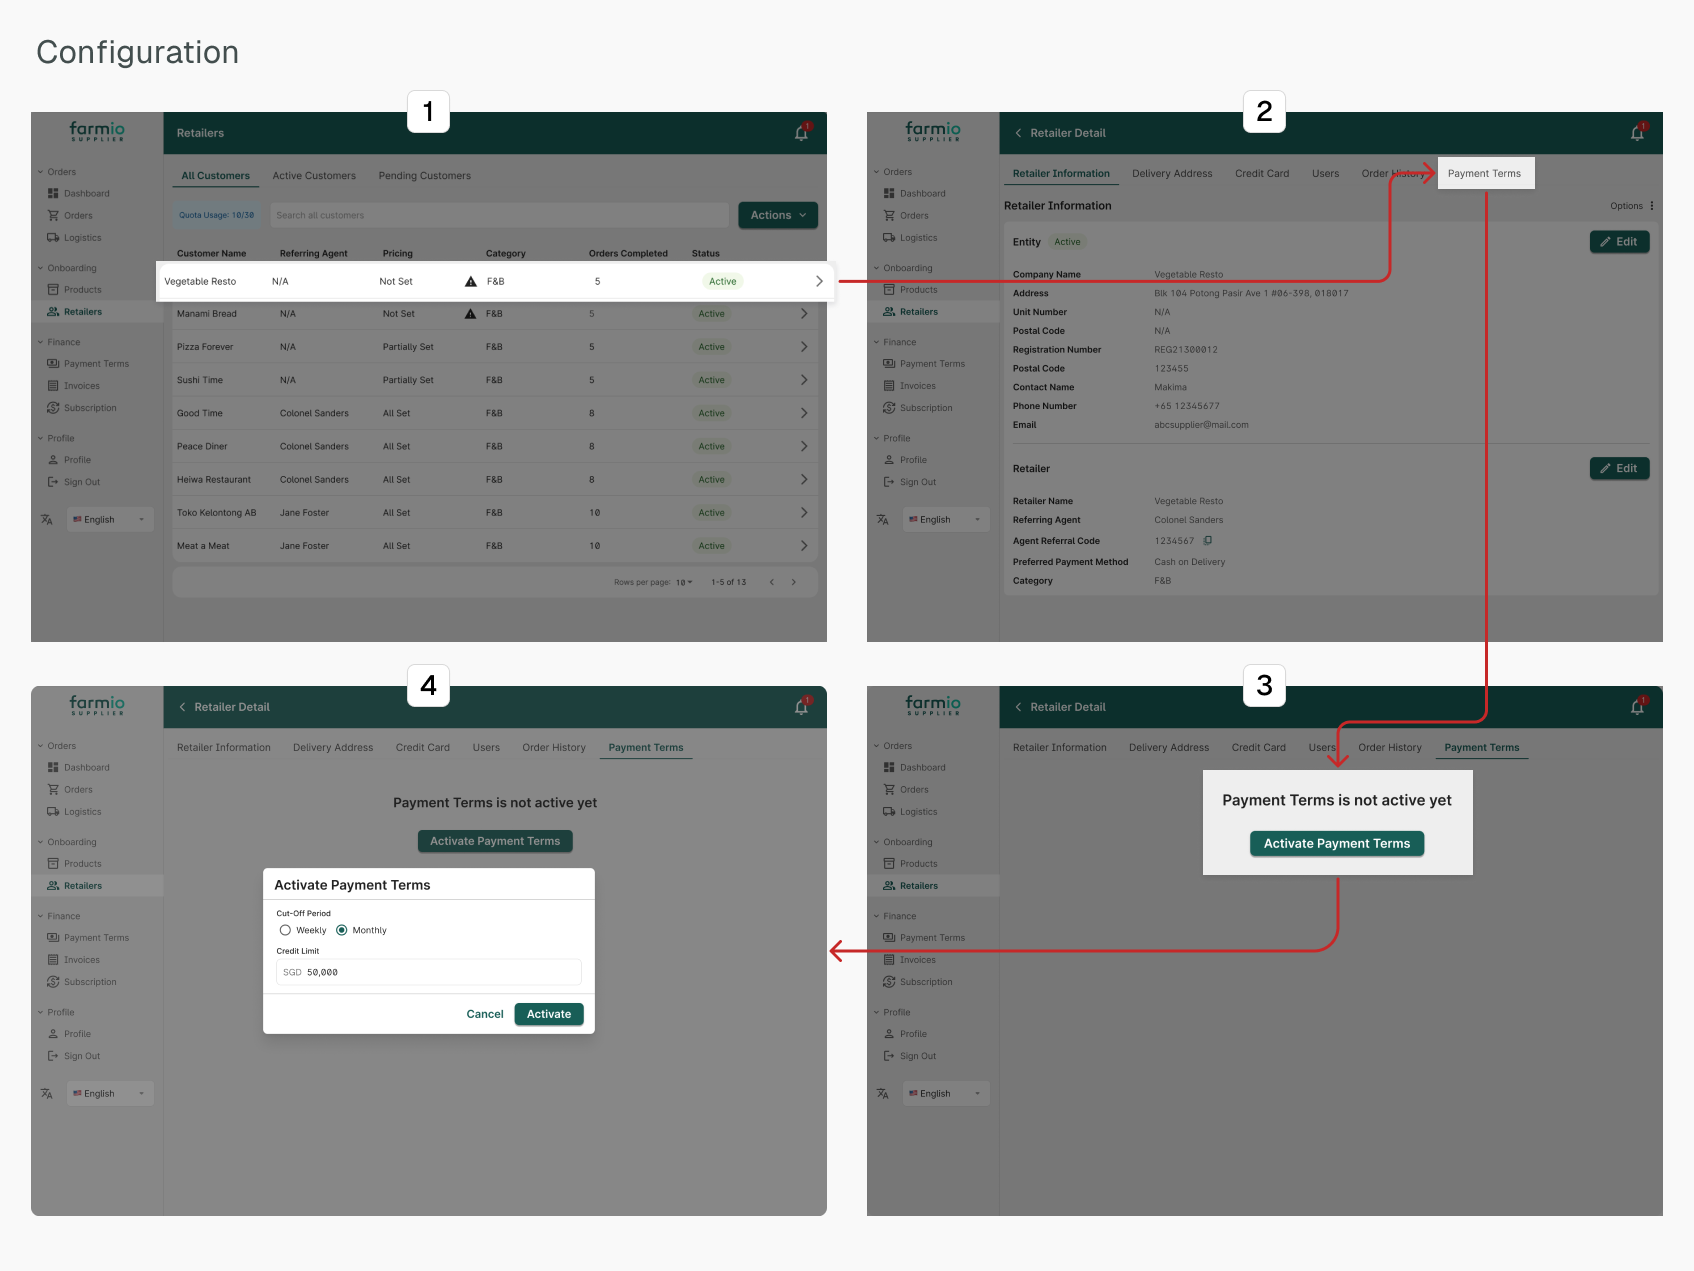 Configuration
1
farmio
SUPPLIER
Retailers
1
Orders
Dashboard
Orders
Logistics
Onboarding
Products
Retailers
Finance
Payment Terms
Invoices
Subscription
Profile
Profile
Sign Out
English
All Customers Active Customers Pending Customers
Quota Usage: 10/30 Search all customers Actions
Customer Name Referring Agent Pricing Category Orders Completed Status
Vegetable Resto N/A Not Set F&B 5 Active
Manami Bread N/A Not Set F&B 5 Active
Pizza Forever N/A Partially Set F&B 5 Active
Sushi Time N/A Partially Set F&B 5 Active
Good Time Colonel Sanders All Set F&B 8 Active
Peace Diner Colonel Sanders All Set F&B 8 Active
Heiwa Restaurant Colonel Sanders All Set F&B 8 Active
Toko Kelontong AB Jane Foster All Set F&B 10 Active
Meat a Meat Jane Foster All Set F&B 10 Active
Rows per page: 10 1-5 of 13
2
farmio
SUPPLIER
Retailer Detail
1
Orders
Dashboard
Orders
Logistics
Onboarding
Products
Retailers
Finance
Payment Terms
Invoices
Subscription
Profile
Profile
Sign Out
English
Retailer Information Delivery Address Credit Card Users Order History Payment Terms
Retailer Information Options
Entity Active Edit
Company Name Vegetable Resto
Address Blk 104 Potong Pasir Ave 1 #06-398, 018017
Unit Number N/A
Postal Code N/A
Registration Number REG21300012
Postal Code 123455
Contact Name Makima
Phone Number +65 12345677
Email abcsupplier@mail.com
Retailer Edit
Retailer Name Vegetable Resto
Referring Agent Colonel Sanders
Agent Referral Code 1234567
Preferred Payment Method Cash on Delivery
Category F&B
3
farmio
SUPPLIER
Retailer Detail
1
Orders
Dashboard
Orders
Logistics
Onboarding
Products
Retailers
Finance
Payment Terms
Invoices
Subscription
Profile
Profile
Sign Out
English
Retailer Information Delivery Address Credit Card Users Order History Payment Terms
Payment Terms is not active yet
Activate Payment Terms
4
farmio
SUPPLIER
Retailer Detail
1
Orders
Dashboard
Orders
Logistics
Onboarding
Products
Retailers
Finance
Payment Terms
Invoices
Subscription
Profile
Profile
Sign Out
English
Retailer Information Delivery Address Credit Card Users Order History Payment Terms
Payment Terms is not active yet
Activate Payment Terms
Activate Payment Terms
Cut-Off Period
Weekly Monthly
Credit Limit
SGD 50,000
Cancel Activate